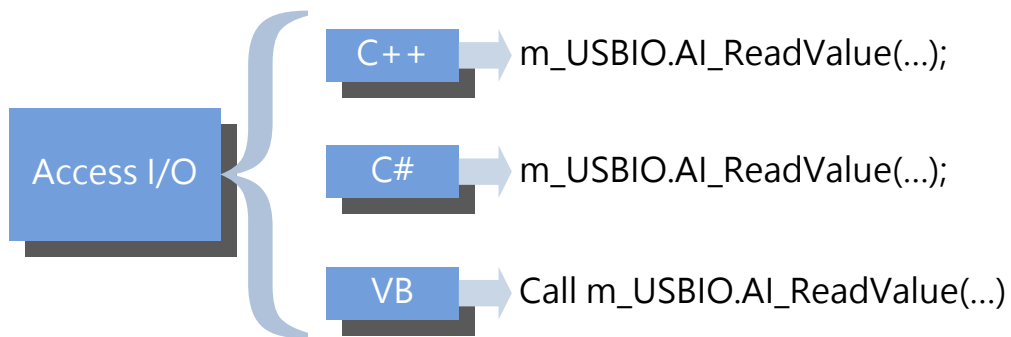 Access I/O
C++
m_USBIO.AI_ReadValue(...);
C#
m_USBIO.AI_ReadValue(...);
VB
Call m_USBIO.AI_ReadValue(...)